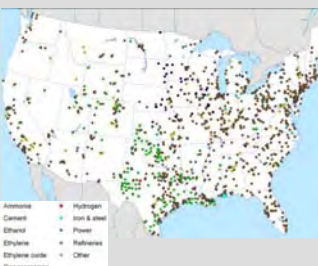 Ammonia
Cement
Ethanol
Ethylene
Ethylene oxide
Hydrogen
Iron & steel
Power
Refineries
Other